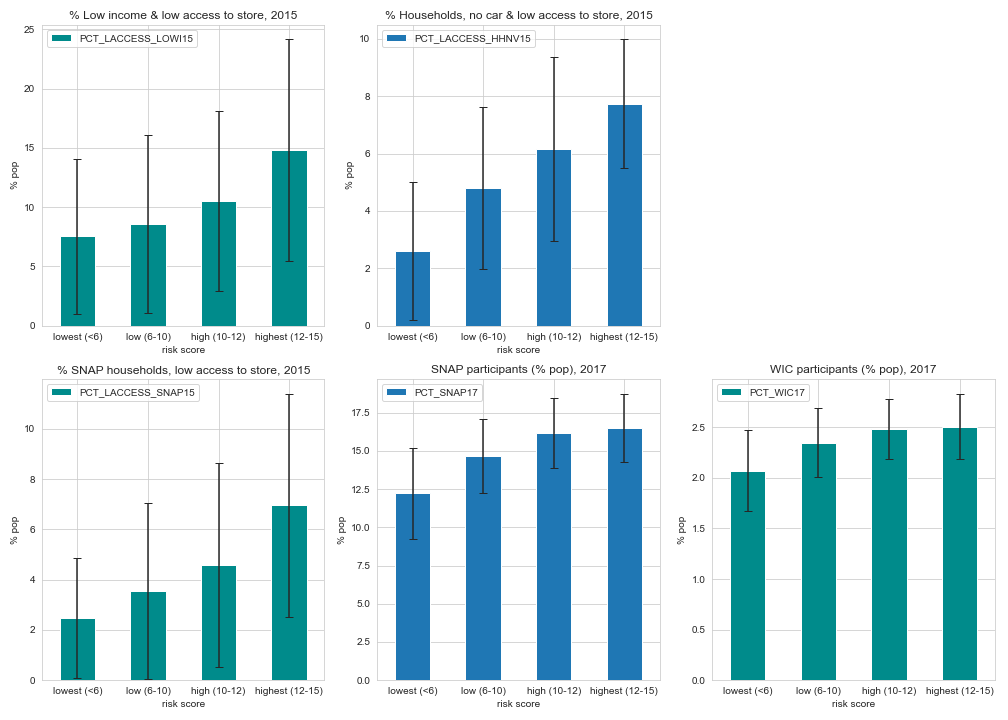 % Low income & low access to store, 2015
PCT_LACCESS_LOWI15
25
20
15
10
5
0
% pop
lowest (<6) low (6-10) high (10-12) highest (12-15)
risk score
% Households, no car & low access to store, 2015
PCT_LACCESS_HHNV15
10
8
6
4
2
0
% pop
lowest (<6) low (6-10) high (10-12) highest (12-15)
risk score
% SNAP households, low access to store, 2015
PCT_LACCESS_SNAP15
10
8
6
4
2
0
% pop
lowest (<6) low (6-10) high (10-12) highest (12-15)
risk score
SNAP participants (% pop), 2017
PCT_SNAP17
17.5
15.0
12.5
10.0
7.5
5.0
2.5
0.0
% pop
lowest (<6) low (6-10) high (10-12) highest (12-15)
risk score
WIC participants (% pop), 2017
PCT_WIC17
2.5
2.0
1.5
1.0
0.5
0.0
% pop
lowest (<6) low (6-10) high (10-12) highest (12-15)
risk score